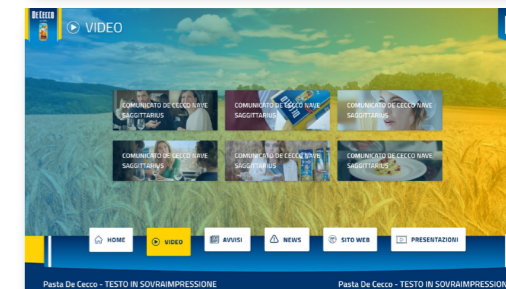 DE CECCO
VIDEO
COMUNICATO DE CECCO NAVE
SAGGITTARIUS
COMUNICATO DE CECCO NAVE
SAGGITTARIUS
COMUNICATO DE CECCO NAVE
SAGGITTARIUS
COMUNICATO DE CECCO NAVE
SAGGITTARIUS
COMUNICATO DE CECCO NAVE
SAGGITTARIUS
COMUNICATO DE CECCO NAVE
SAGGITTARIUS
HOME VIDEO AVVISI NEWS SITO WEB PRESENTAZIONI
Pasta De Cecco - TESTO IN SOVRAIMPRESSIONE Pasta De Cecco - TESTO IN SOVRAIMPRESSION